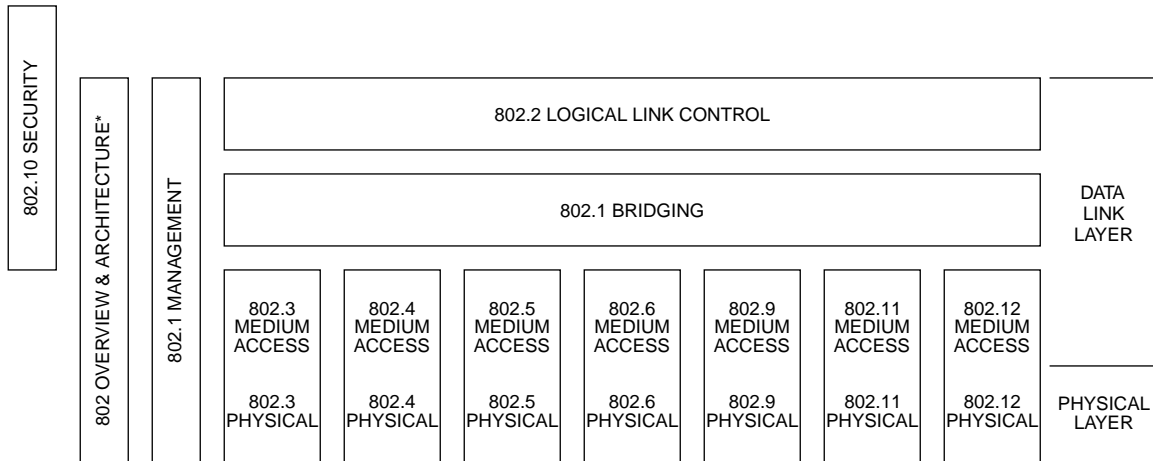 802.10 SECURITY
802 OVERVIEW & ARCHITECTURE*
802.1 MANAGEMENT
802.2 LOGICAL LINK CONTROL
802.1 BRIDGING
DATA
LINK
LAYER
802.3
MEDIUM
ACCESS
802.3
PHYSICAL
802.4
MEDIUM
ACCESS
802.4
PHYSICAL
802.5
MEDIUM
ACCESS
802.5
PHYSICAL
802.6
MEDIUM
ACCESS
802.6
PHYSICAL
802.9
MEDIUM
ACCESS
802.9
PHYSICAL
802.11
MEDIUM
ACCESS
802.11
PHYSICAL
802.12
MEDIUM
ACCESS
802.12
PHYSICAL
PHYSICAL
LAYER